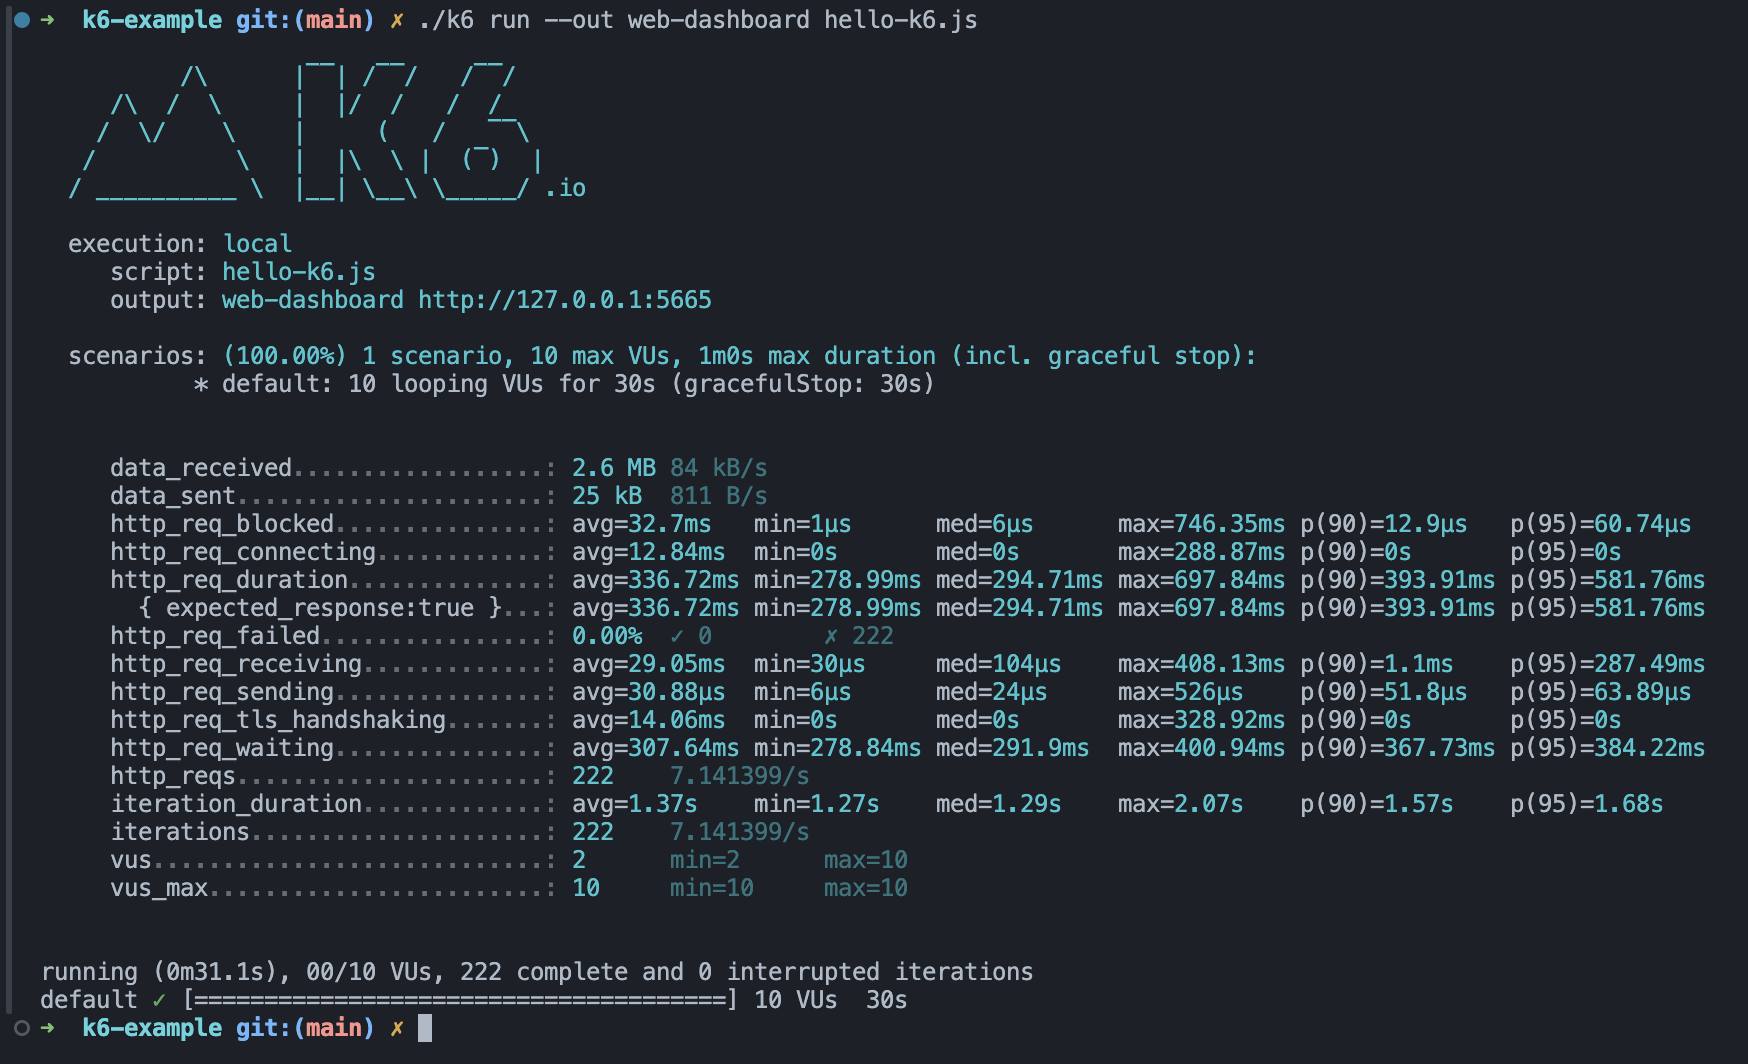 ➜  k6-example git:(main) ✗ ./k6 run --out web-dashboard hello-k6.js
          /\      |‾‾| /‾‾/   /‾‾/
     /\  /  \     |  |/  /   /  /
    /  \/    \    |     (   /   ‾‾\
   /          \   |  |\  \ |  (‾)  |
  / __________ \  |__| \__\ \_____/ .io
execution: local
script: hello-k6.js
output: web-dashboard http://127.0.0.1:5665
scenarios: (100.00%) 1 scenario, 10 max VUs, 1m0s max duration (incl. graceful stop):
* default: 10 looping VUs for 30s (gracefulStop: 30s)
data_received..................: 2.6 MB 84 kB/s
data_sent......................: 25 kB  811 B/s
http_req_blocked...............: avg=32.7ms   min=1µs      med=6µs      max=746.35ms p(90)=12.9µs   p(95)=60.74µs
http_req_connecting............: avg=12.84ms  min=0s       med=0s       max=288.87ms p(90)=0s       p(95)=0s
http_req_duration..............: avg=336.72ms min=278.99ms med=294.71ms max=697.84ms p(90)=393.91ms p(95)=581.76ms
{ expected_response:true }...: avg=336.72ms min=278.99ms med=294.71ms max=697.84ms p(90)=393.91ms p(95)=581.76ms
http_req_failed................: 0.00%  ✓ 0        ✗ 222
http_req_receiving.............: avg=29.05ms  min=30µs     med=104µs    max=408.13ms p(90)=1.1ms    p(95)=287.49ms
http_req_sending...............: avg=30.88µs  min=6µs      med=24µs     max=526µs    p(90)=51.8µs   p(95)=63.89µs
http_req_tls_handshaking.......: avg=14.06ms  min=0s       med=0s       max=328.92ms p(90)=0s       p(95)=0s
http_req_waiting...............: avg=307.64ms min=278.84ms med=291.9ms  max=400.94ms p(90)=367.73ms p(95)=384.22ms
http_reqs......................: 222    7.141399/s
iteration_duration.............: avg=1.37s    min=1.27s    med=1.29s    max=2.07s    p(90)=1.57s    p(95)=1.68s
iterations.....................: 222    7.141399/s
vus............................: 2      min=2      max=10
vus_max........................: 10     min=10     max=10
running (0m31.1s), 00/10 VUs, 222 complete and 0 interrupted iterations
default ✓ [======================================] 10 VUs  30s
➜  k6-example git:(main) ✗